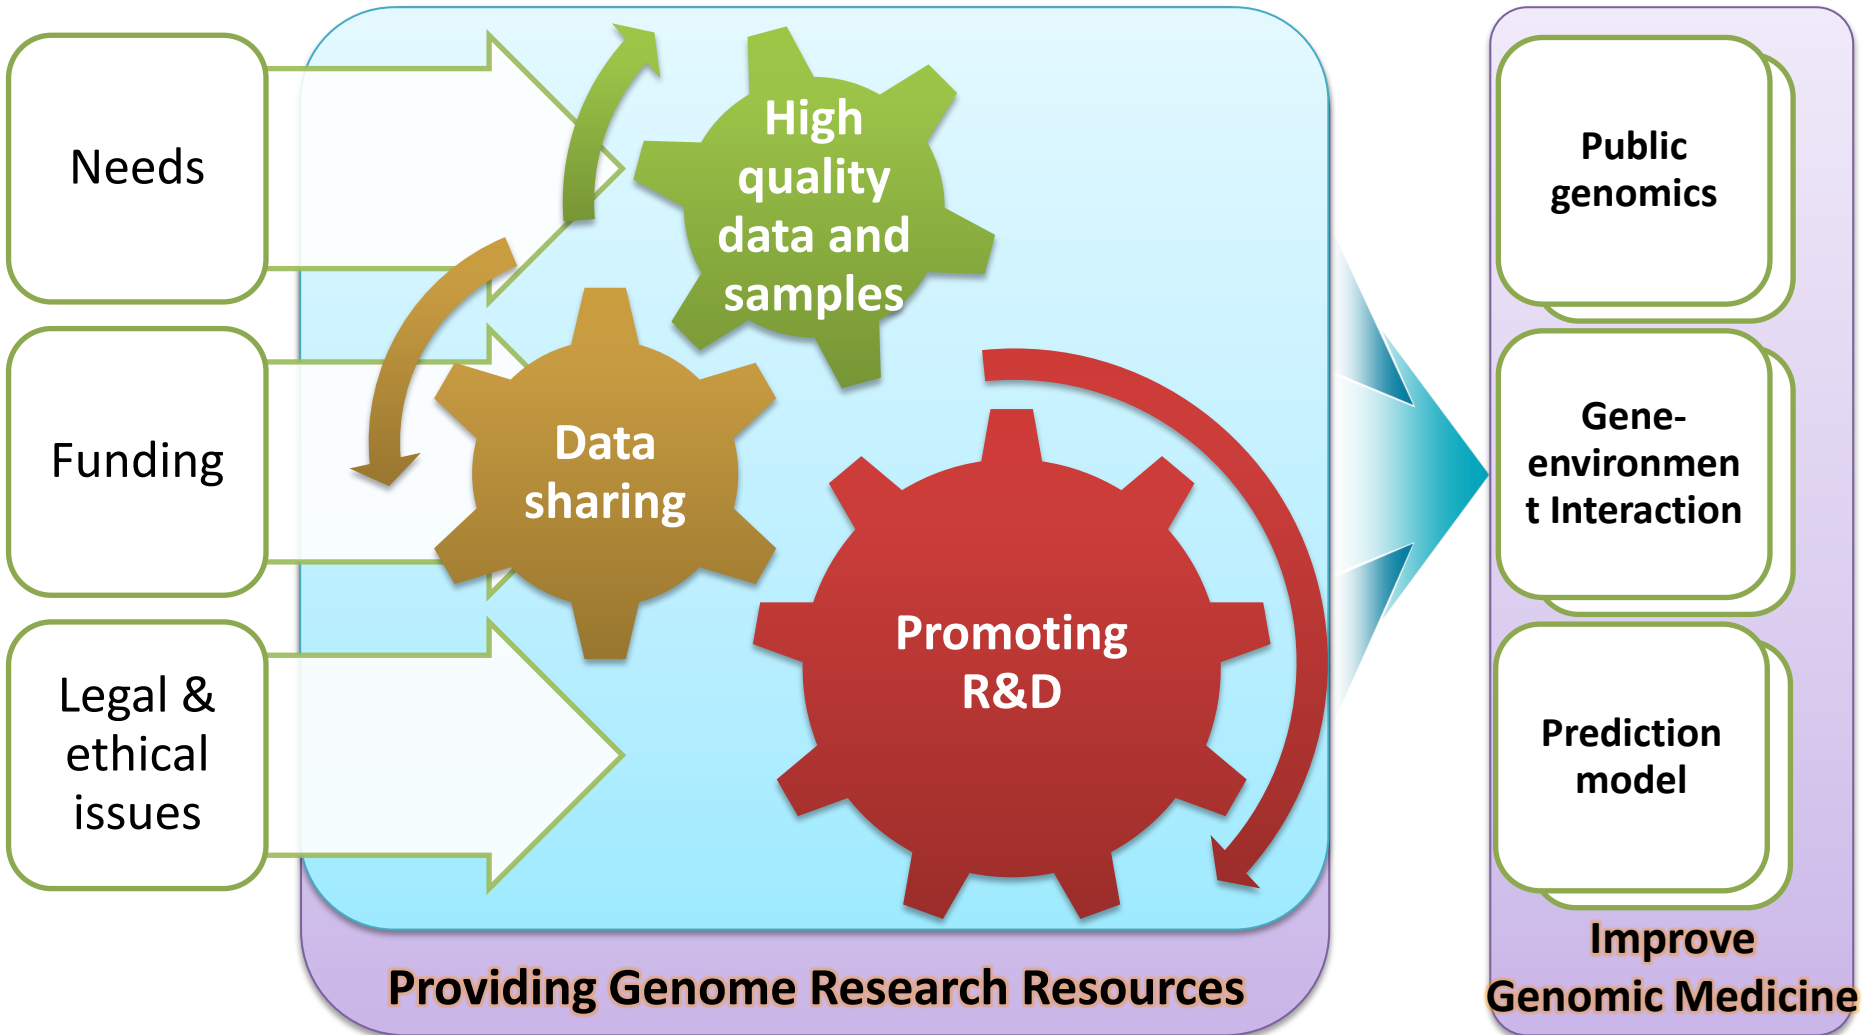 Needs
Funding
Legal &
ethical
issues
High
quality
data and
samples
Data
sharing
Promoting
R&D
Providing Genome Research Resources
Public
genomics
Gene-
environmen
t Interaction
Prediction
model
Improve
Genomic Medicine